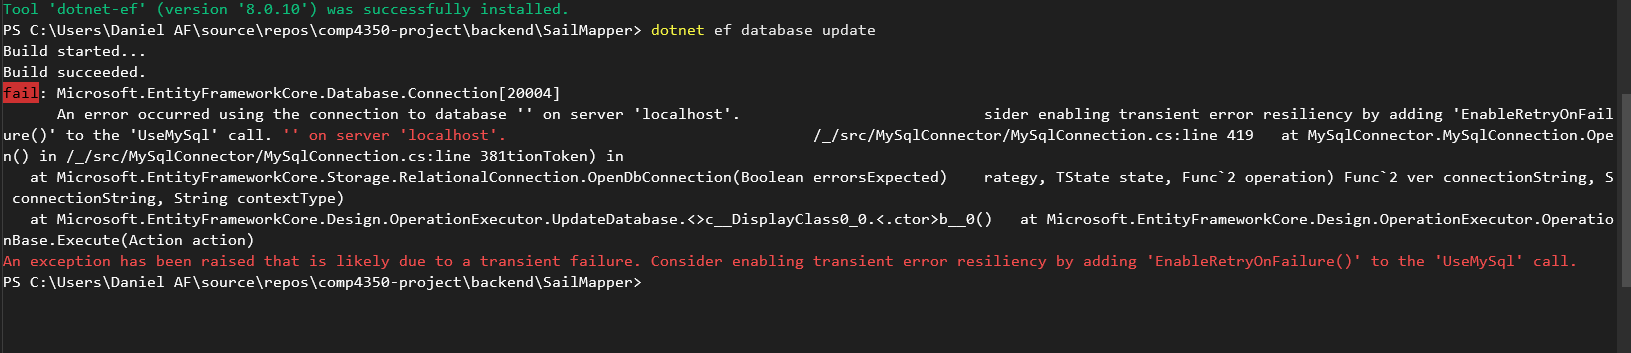 Tool 'dotnet-ef' (version '8.0.10') was successfully installed.
PS C:\Users\Daniel AF\source\repos\comp4350-project\backend\SailMapper> dotnet ef database update
Build started...
Build succeeded.
fail: Microsoft.EntityFrameworkCore.Database.Connection[20004]
An error occurred using the connection to database '' on server 'localhost'. sider enabling transient error resiliency by adding 'EnableRetryOnFail
ure()' to the 'UseMySql' call. '' on server 'localhost'. /_/src/MySqlConnector/MySqlConnection.cs:line 419 at MySqlConnector.MySqlConnection.Ope
n() in /_/src/MySqlConnector/MySqlConnection.cs:line 381tionToken) in
at Microsoft.EntityFrameworkCore.Storage.RelationalConnection.OpenDbConnection(Boolean errorsExpected) rategy, TState state, Func`2 operation) Func`2 ver connectionString, S
connectionString, String contextType)
at Microsoft.EntityFrameworkCore.Design.OperationExecutor.UpdateDatabase.<>c__DisplayClass0_0.<.ctor>b__0() at Microsoft.EntityFrameworkCore.Design.OperationExecutor.Operatio
nBase.Execute(Action action)
An exception has been raised that is likely due to a transient failure. Consider enabling transient error resiliency by adding 'EnableRetryOnFailure()' to the 'UseMySql' call.
PS C:\Users\Daniel AF\source\repos\comp4350-project\backend\SailMapper>